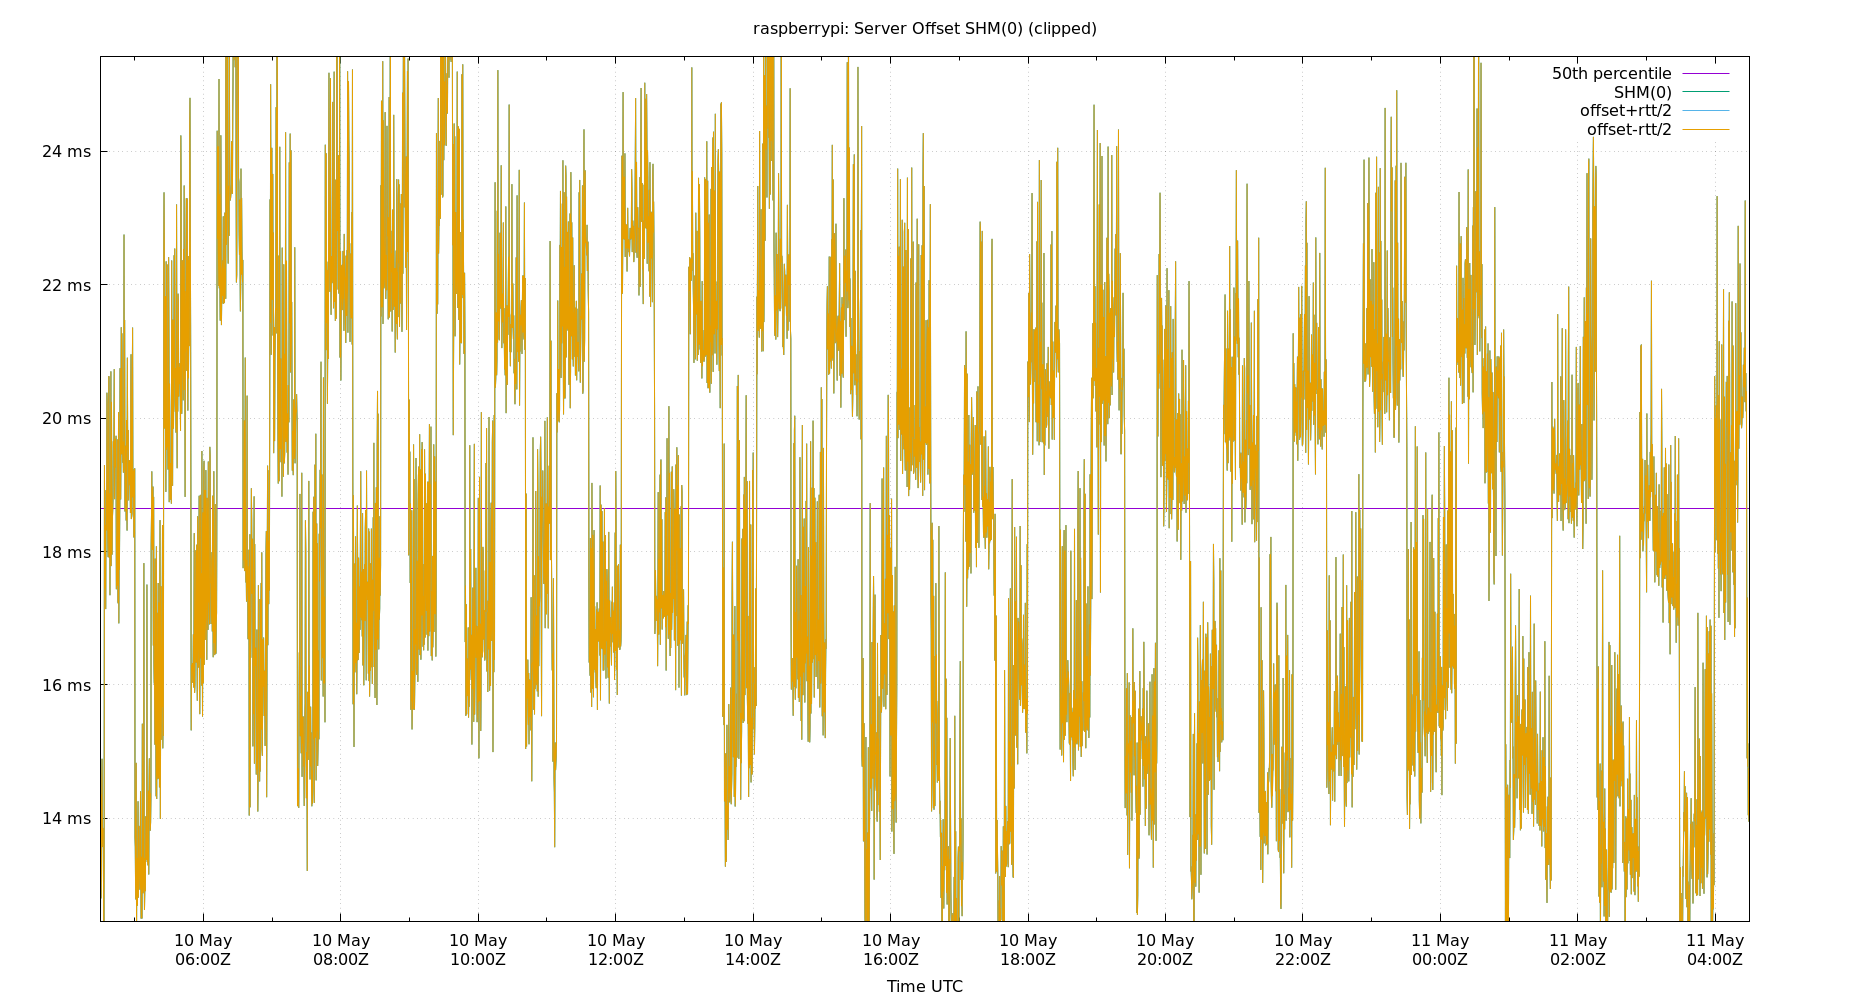 raspberrypi: Server Offset SHM(0) (clipped)
50th percentile
SHM(0)
offset+rtt/2
offset-rtt/2
24 ms
22 ms
20 ms
18 ms
16 ms
14 ms
10 May 10 May 10 May 10 May 10 May 10 May 10 May 10 May 10 May 11 May 11 May 11 May
06:00Z 08:00Z 10:00Z 12:00Z 14:00Z 16:00Z 18:00Z 20:00Z 22:00Z 00:00Z 02:00Z 04:00Z
Time UTC